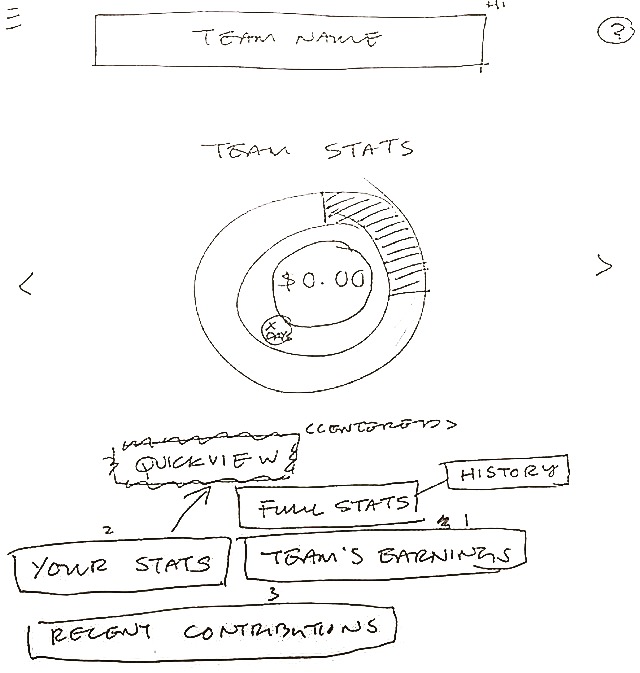 TEAM NAME
?
TEAM STATS
<
$0.00
>
X
DAYS
<CENTERED>
QUICKVIEW
HISTORY
FULL STATS
2
1
YOUR STATS
TEAM'S EARNINGS
3
RECENT CONTRIBUTIONS